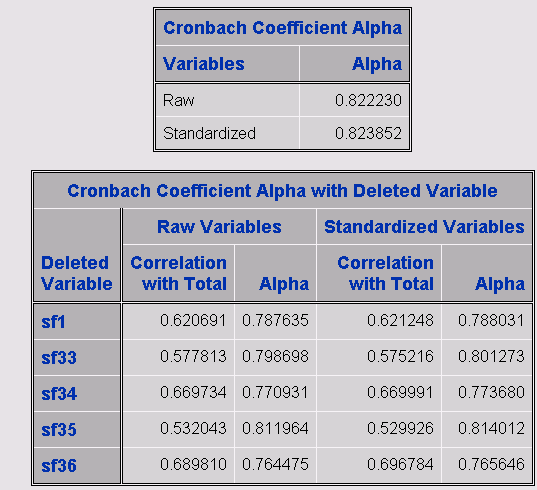 Cronbach Coefficient Alpha
Variables Alpha
Raw 0.822230
Standardized 0.823852
Cronbach Coefficient Alpha with Deleted Variable
Raw Variables Standardized Variables
Deleted Correlation Correlation
Variable with Total Alpha with Total Alpha
sf1 0.620691 0.787635 0.621248 0.788031
sf33 0.577813 0.798698 0.575216 0.801273
sf34 0.669734 0.770931 0.669991 0.773680
sf35 0.532043 0.811964 0.529926 0.814012
sf36 0.689810 0.764475 0.696784 0.765646